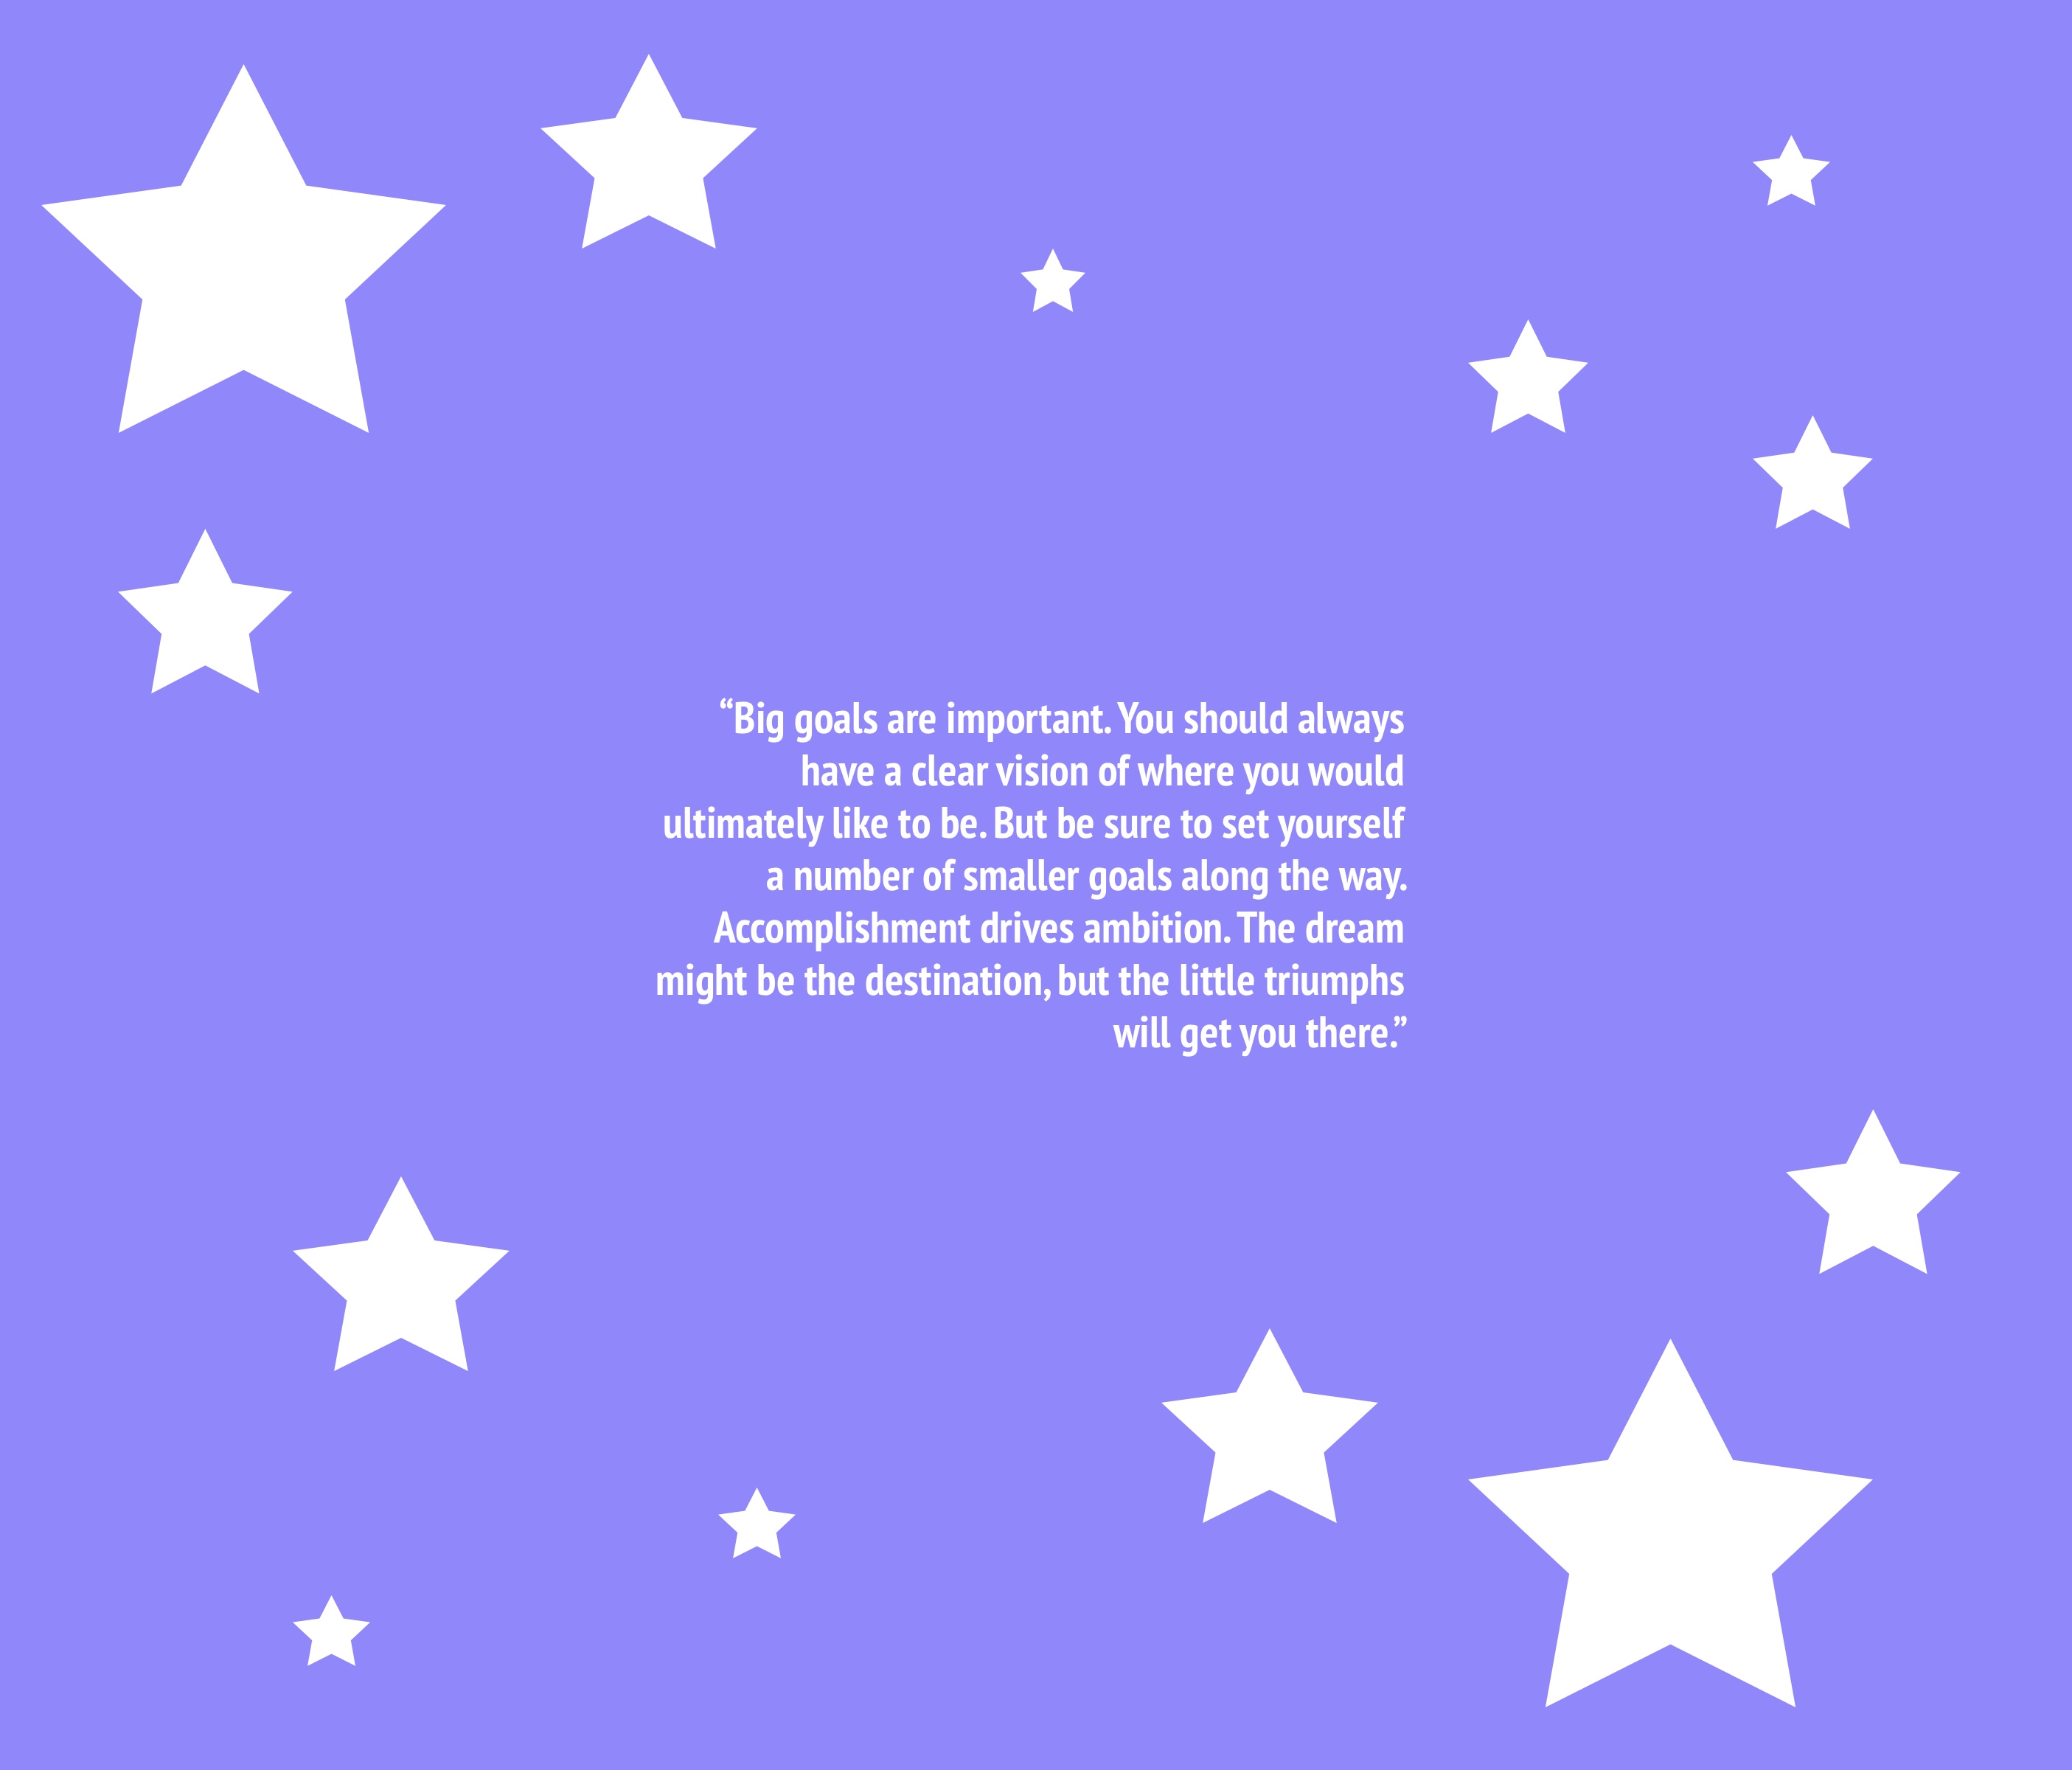 “Big goals are important. You should always
have a clear vision of where you would
ultimately like to be. But be sure to set yourself
a number of smaller goals along the way.
Accomplishment drives ambition. The dream
might be the destination, but the little triumphs
will get you there.”